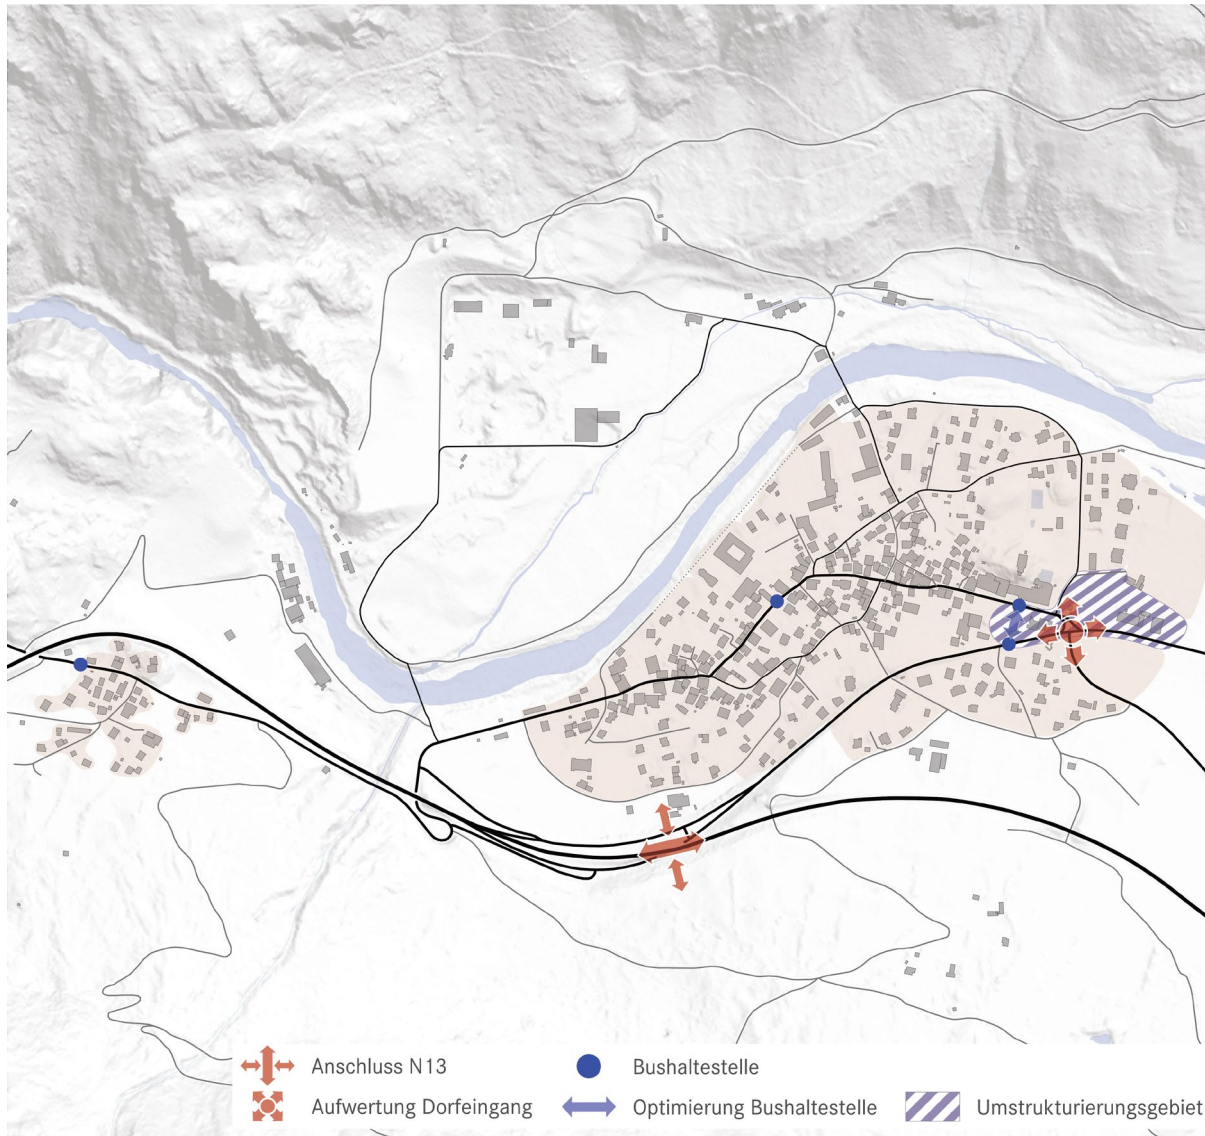 Anschluss N13
Bushaltestelle
Aufwertung Dorfeingang
Optimierung Bushaltestelle
Umstrukturierungsgebiet